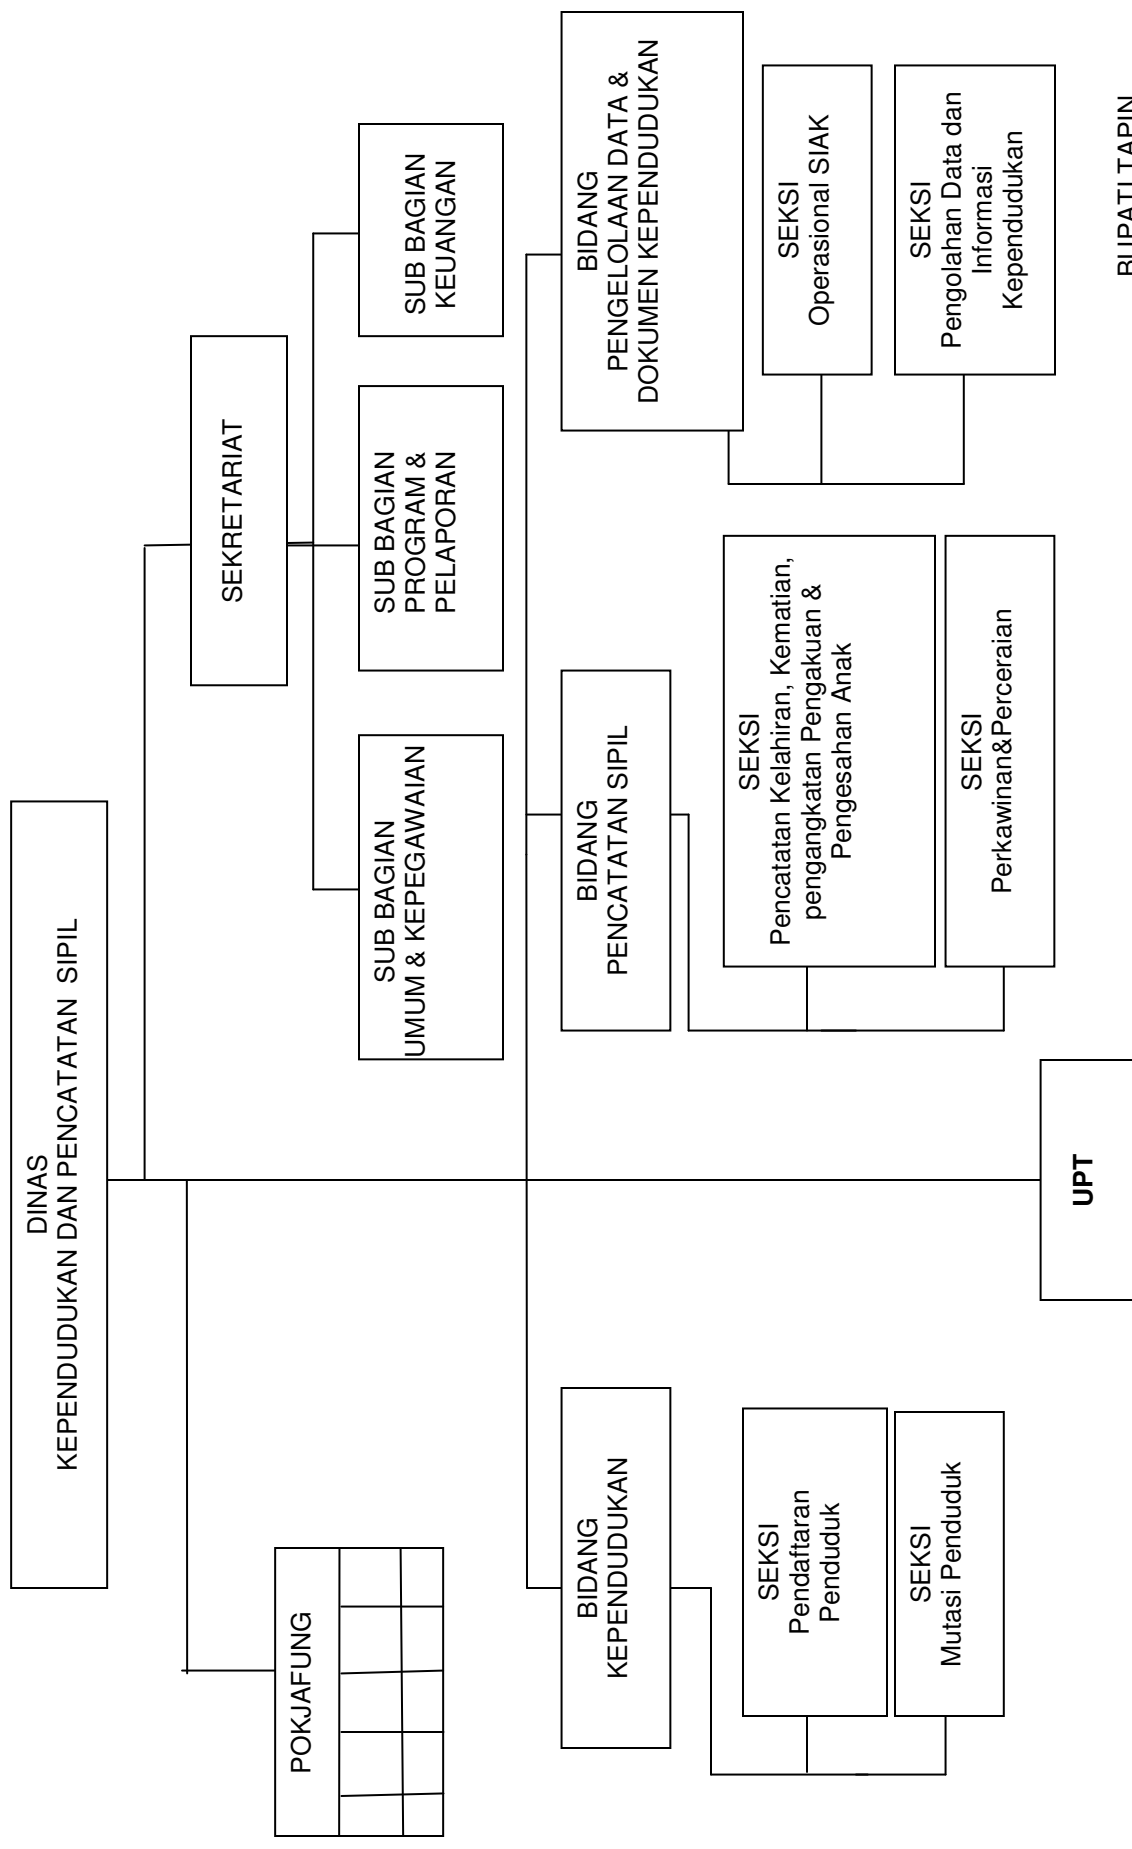 DINAS
KEPENDUDUKAN DAN PENCATATAN SIPIL
SEKRETARIAT
POKJAFUNG
SUB BAGIAN
UMUM & KEPEGAWAIAN
SUB BAGIAN
PROGRAM &
PELAPORAN
SUB BAGIAN
KEUANGAN
BIDANG
KEPENDUDUKAN
BIDANG
PENCATATAN SIPIL
BIDANG
PENGELOLAAN DATA &
DOKUMEN KEPENDUDUKAN
SEKSI
Pendaftaran
Penduduk
SEKSI
Mutasi Penduduk
SEKSI
Pencatatan Kelahiran, Kematian,
pengangkatan Pengakuan &
Pengesahan Anak
SEKSI
Perkawinan&Perceraian
SEKSI
Operasional SIAK
SEKSI
Pengolahan Data dan
Informasi
Kependudukan
UPT
BUPATI TAPIN